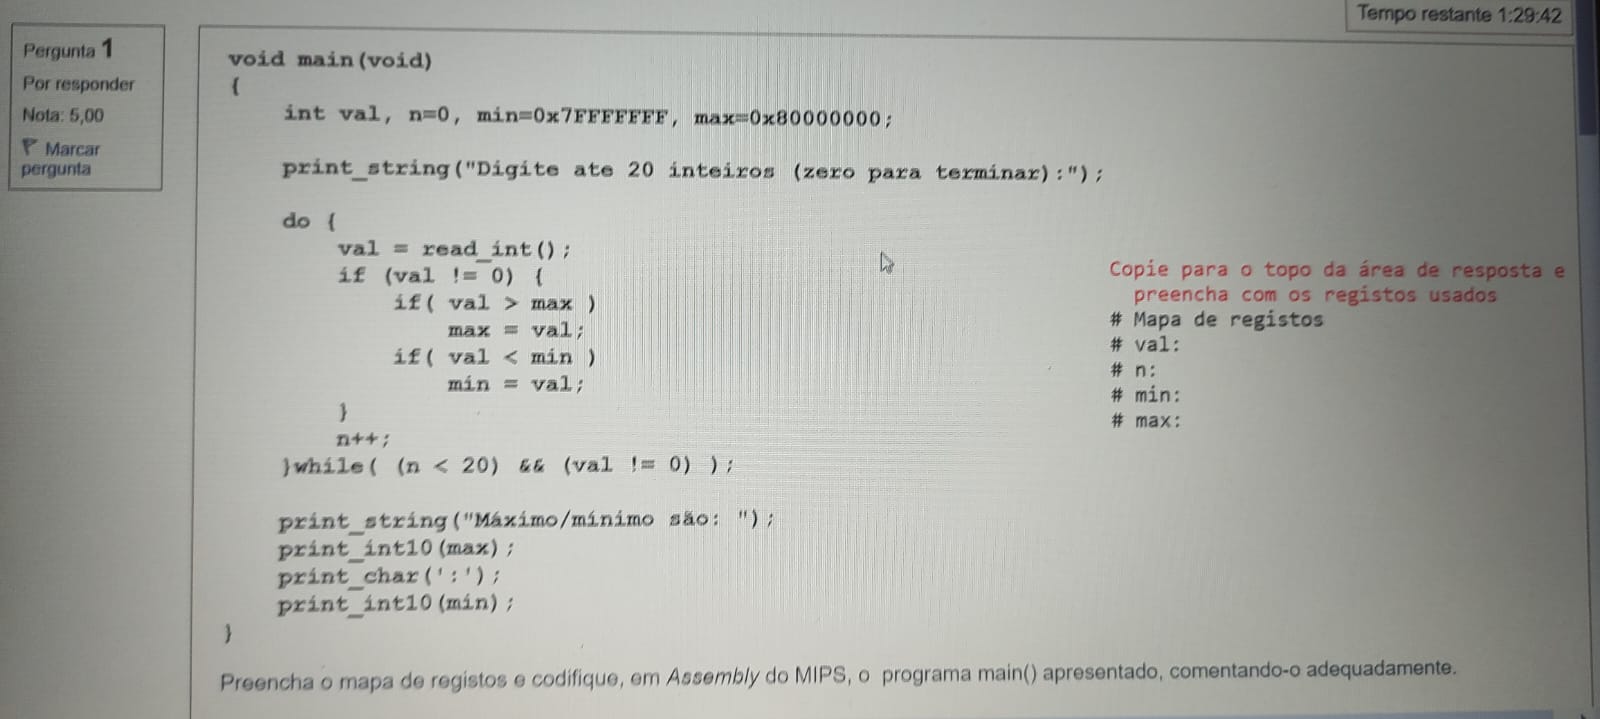 Tempo restante 1:29:42
Pergunta 1
Por responder
Nota: 5,00
Marcar
pergunta
void main(void)
{
int val, n=0, min=0x7FFFFFFF, max=0x80000000;
print_string("Digite ate 20 inteiros (zero para terminar):");
do {
val = read_int();
if (val != 0) {
if( val > max )
max = val;
if( val < min )
min = val;
}
n++;
}while( (n < 20) && (val != 0) );
print_string("Máximo/mínimo são: ");
print_int10(max);
print_char(':');
print_int10(min);
}
Copie para o topo da área de resposta e
preencha com os registos usados
# Mapa de registos
# val:
# n:
# min:
# max:
Preencha o mapa de registos e codifique, em Assembly do MIPS, o programa main() apresentado, comentando-o adequadamente.